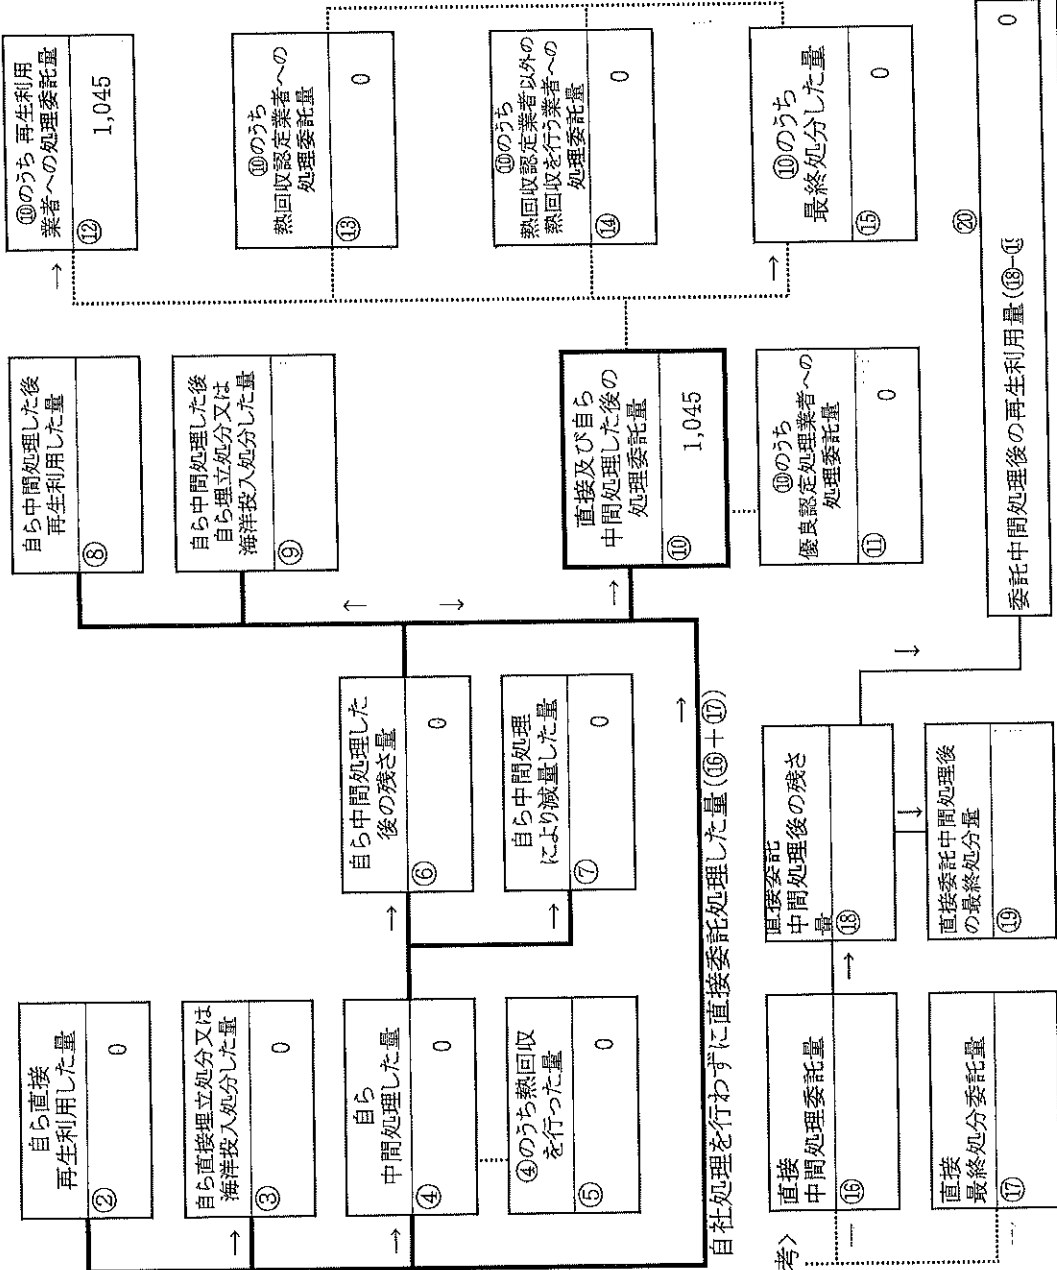 自ら直接
再生利用した量
②
0
自ら直接埋立処分又は
海洋投入処分した量
③
0
自ら
中間処理した量
④
0
④のうち熱回収
を行った量
⑤
0
自ら中間処理した
後の残さ量
⑥
0
自ら中間処理
により減量した量
⑦
0
自ら中間処理した後
再生利用した量
⑧
自ら中間処理した後
自ら埋立処分又は
海洋投入処分した量
⑨
直接及び自ら
中間処理した後の
処理委託量
⑩
1,045
⑩のうち
優良認定処理業者への
処理委託量
⑪
0
⑩のうち 再生利用
業者への処理委託量
⑫
1,045
⑩のうち
熱回収認定業者への
処理委託量
⑬
0
⑩のうち
熱回収認定業者以外の
熱回収を行う業者への
処理委託量
⑭
0
⑩のうち
最終処分した量
⑮
0
自社処理を行わずに直接委託処理した量(⑯+⑰)
考>
直接
中間処理委託量
⑯
直接
最終処分委託量
⑰
直接委託
中間処理後の残さ
量
⑱
直接委託中間処理後
の最終処分量
⑲
⑳
委託中間処理後の再生利用量(⑱-
0